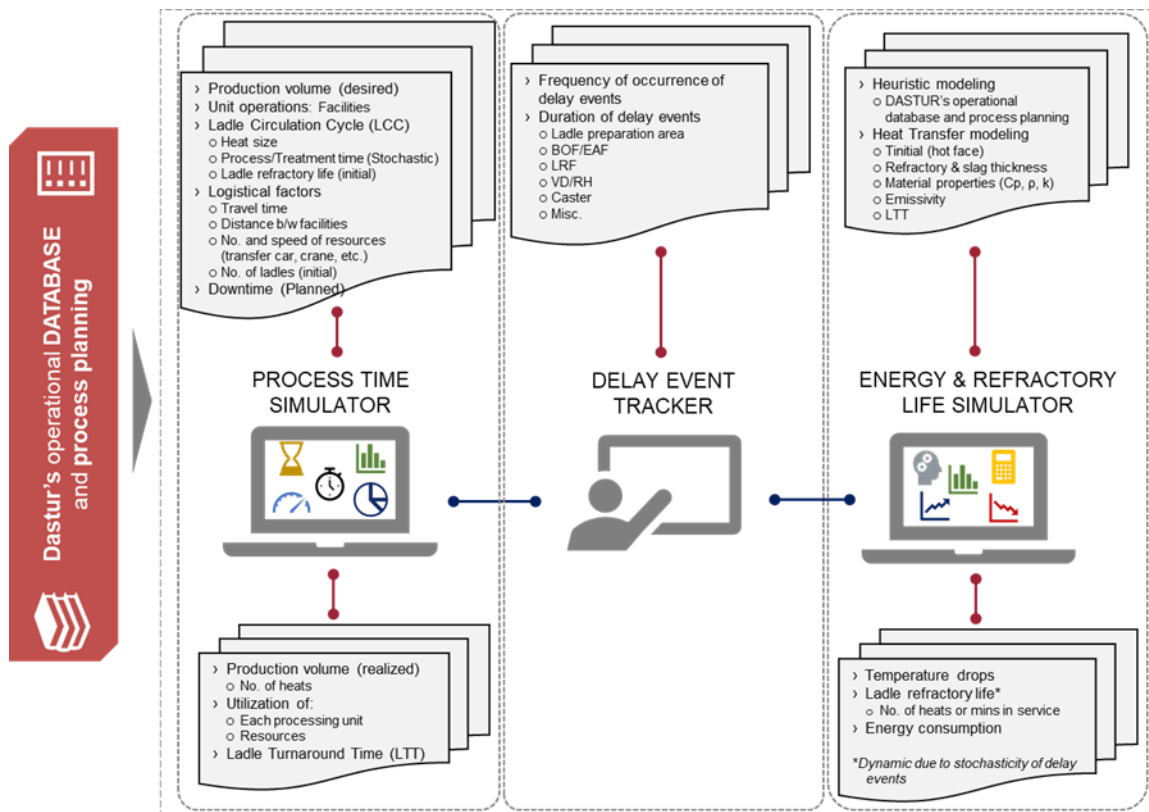 Dastur's operational DATABASE
and process planning
› Production volume (desired)
› Unit operations: Facilities
› Ladle Circulation Cycle (LCC)
o Heat size
o Process/Treatment time (Stochastic)
o Ladle refractory life (initial)
› Logistical factors
o Travel time
o Distance b/w facilities
o No. and speed of resources
(transfer car, crane, etc.)
o No. of ladles (initial)
› Downtime (Planned)
PROCESS TIME
SIMULATOR
› Production volume (realized)
o No. of heats
› Utilization of:
o Each processing unit
o Resources
› Ladle Turnaround Time (LTT)
› Frequency of occurrence of
delay events
› Duration of delay events
o Ladle preparation area
o BOF/EAF
o LRF
o VD/RH
o Caster
o Misc.
DELAY EVENT
TRACKER
› Heuristic modeling
o DASTUR's operational
database and process planning
› Heat Transfer modeling
o Tinitial (hot face)
o Refractory & slag thickness
o Material properties (Cp, ρ, k)
o Emissivity
o LTT
ENERGY & REFRACTORY
LIFE SIMULATOR
› Temperature drops
› Ladle refractory life*
o No. of heats or mins in service
› Energy consumption
*Dynamic due to stochasticity of delay
events